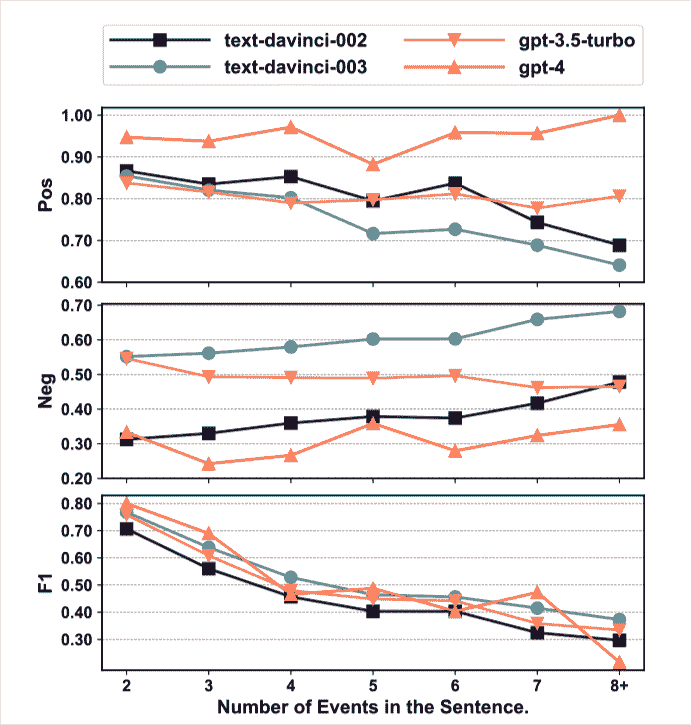 text-davinci-002
gpt-3.5-turbo
text-davinci-003
gpt-4
1.00
0.90
0.80
0.70
0.60
Pos
0.70
0.60
0.50
0.40
0.30
0.20
Neg
0.80
0.70
0.60
0.50
0.40
0.30
F1
2 3 4 5 6 7 8+
Number of Events in the Sentence.